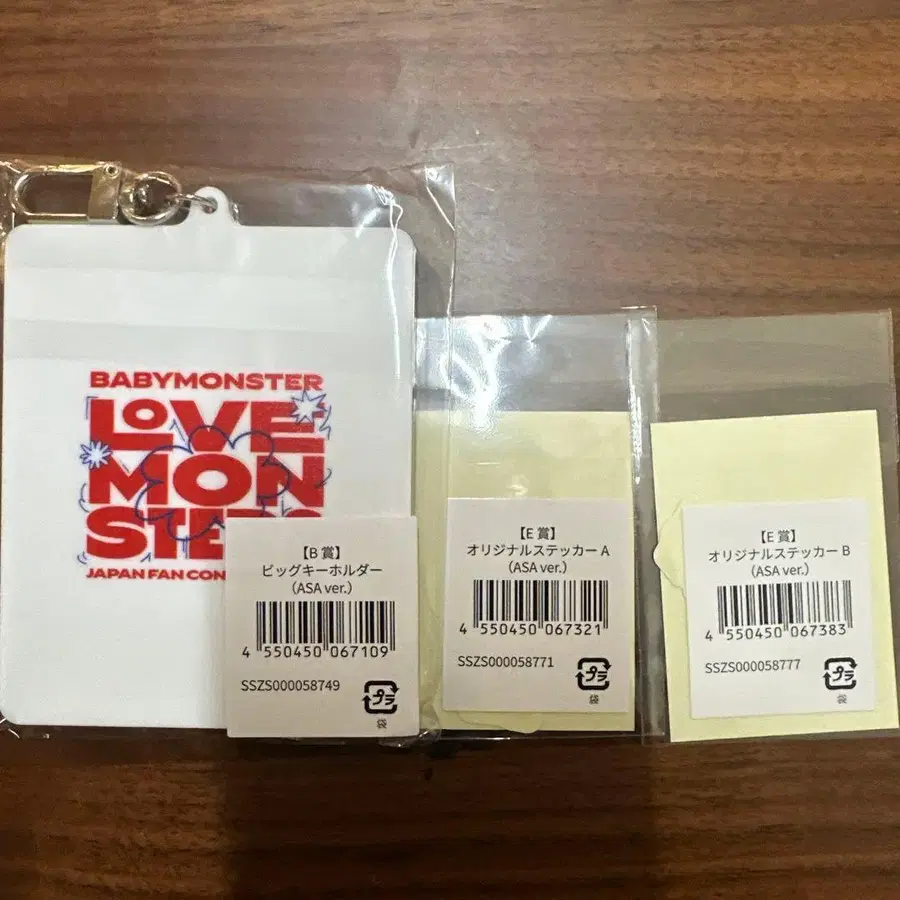 BABYMONSTER
LOVE
MON
STERS
JAPAN FAN CON
【B 賞】
ビッグキーホルダー
（ASA ver.）
4 550450 067109
SSZS000058749
プラ
袋
【E 賞】
オリジナルステッカー A
（ASA ver.）
4 550450 067321
SSZS000058771
プラ
袋
【E 賞】
オリジナルステッカー B
（ASA ver.）
4 550450 067383
SSZS000058777
プラ
袋